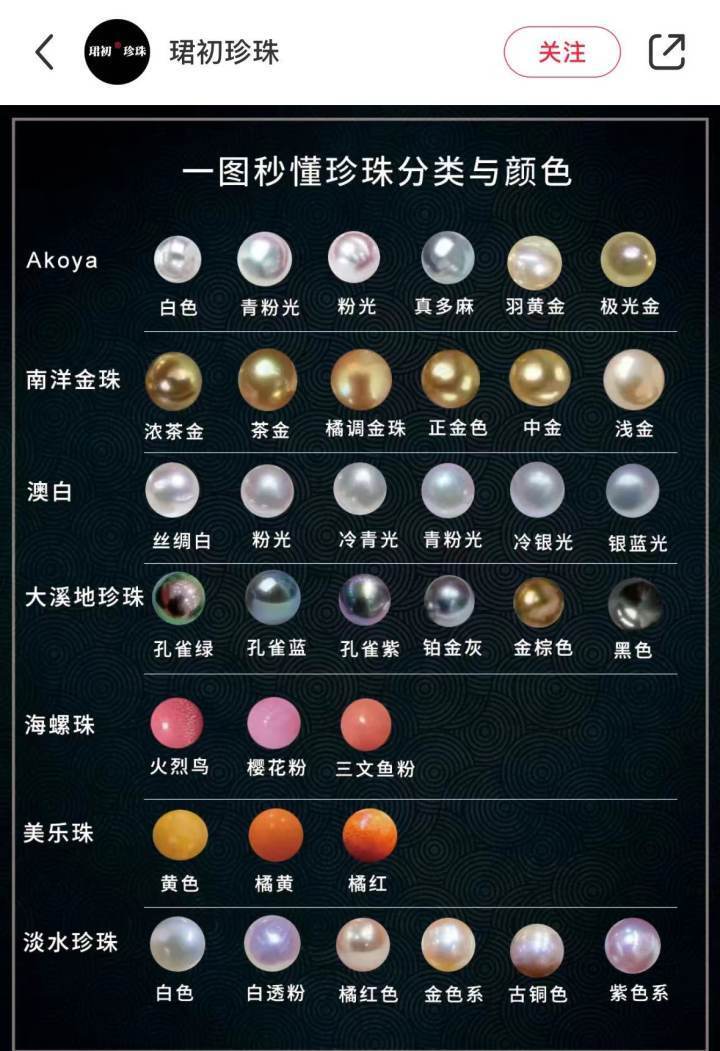 珺初珍珠
珺初珍珠
关注
一图秒懂珍珠分类与颜色
Akoya
白色 青粉光 粉光 真多麻 羽黄金 极光金
南洋金珠
浓茶金 茶金 橘调金珠 正金色 中金 浅金
澳白
丝绸白 粉光 冷青光 青粉光 冷银光 银蓝光
大溪地珍珠
孔雀绿 孔雀蓝 孔雀紫 铂金灰 金棕色 黑色
海螺珠
火烈鸟 樱花粉 三文鱼粉
美乐珠
黄色 橘黄 橘红
淡水珍珠
白色 白透粉 橘红色 金色系 古铜色 紫色系